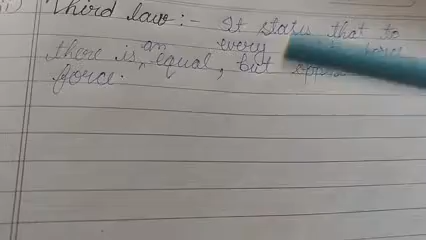 Third law :- It states that to
every force
there is an equal, but
force.